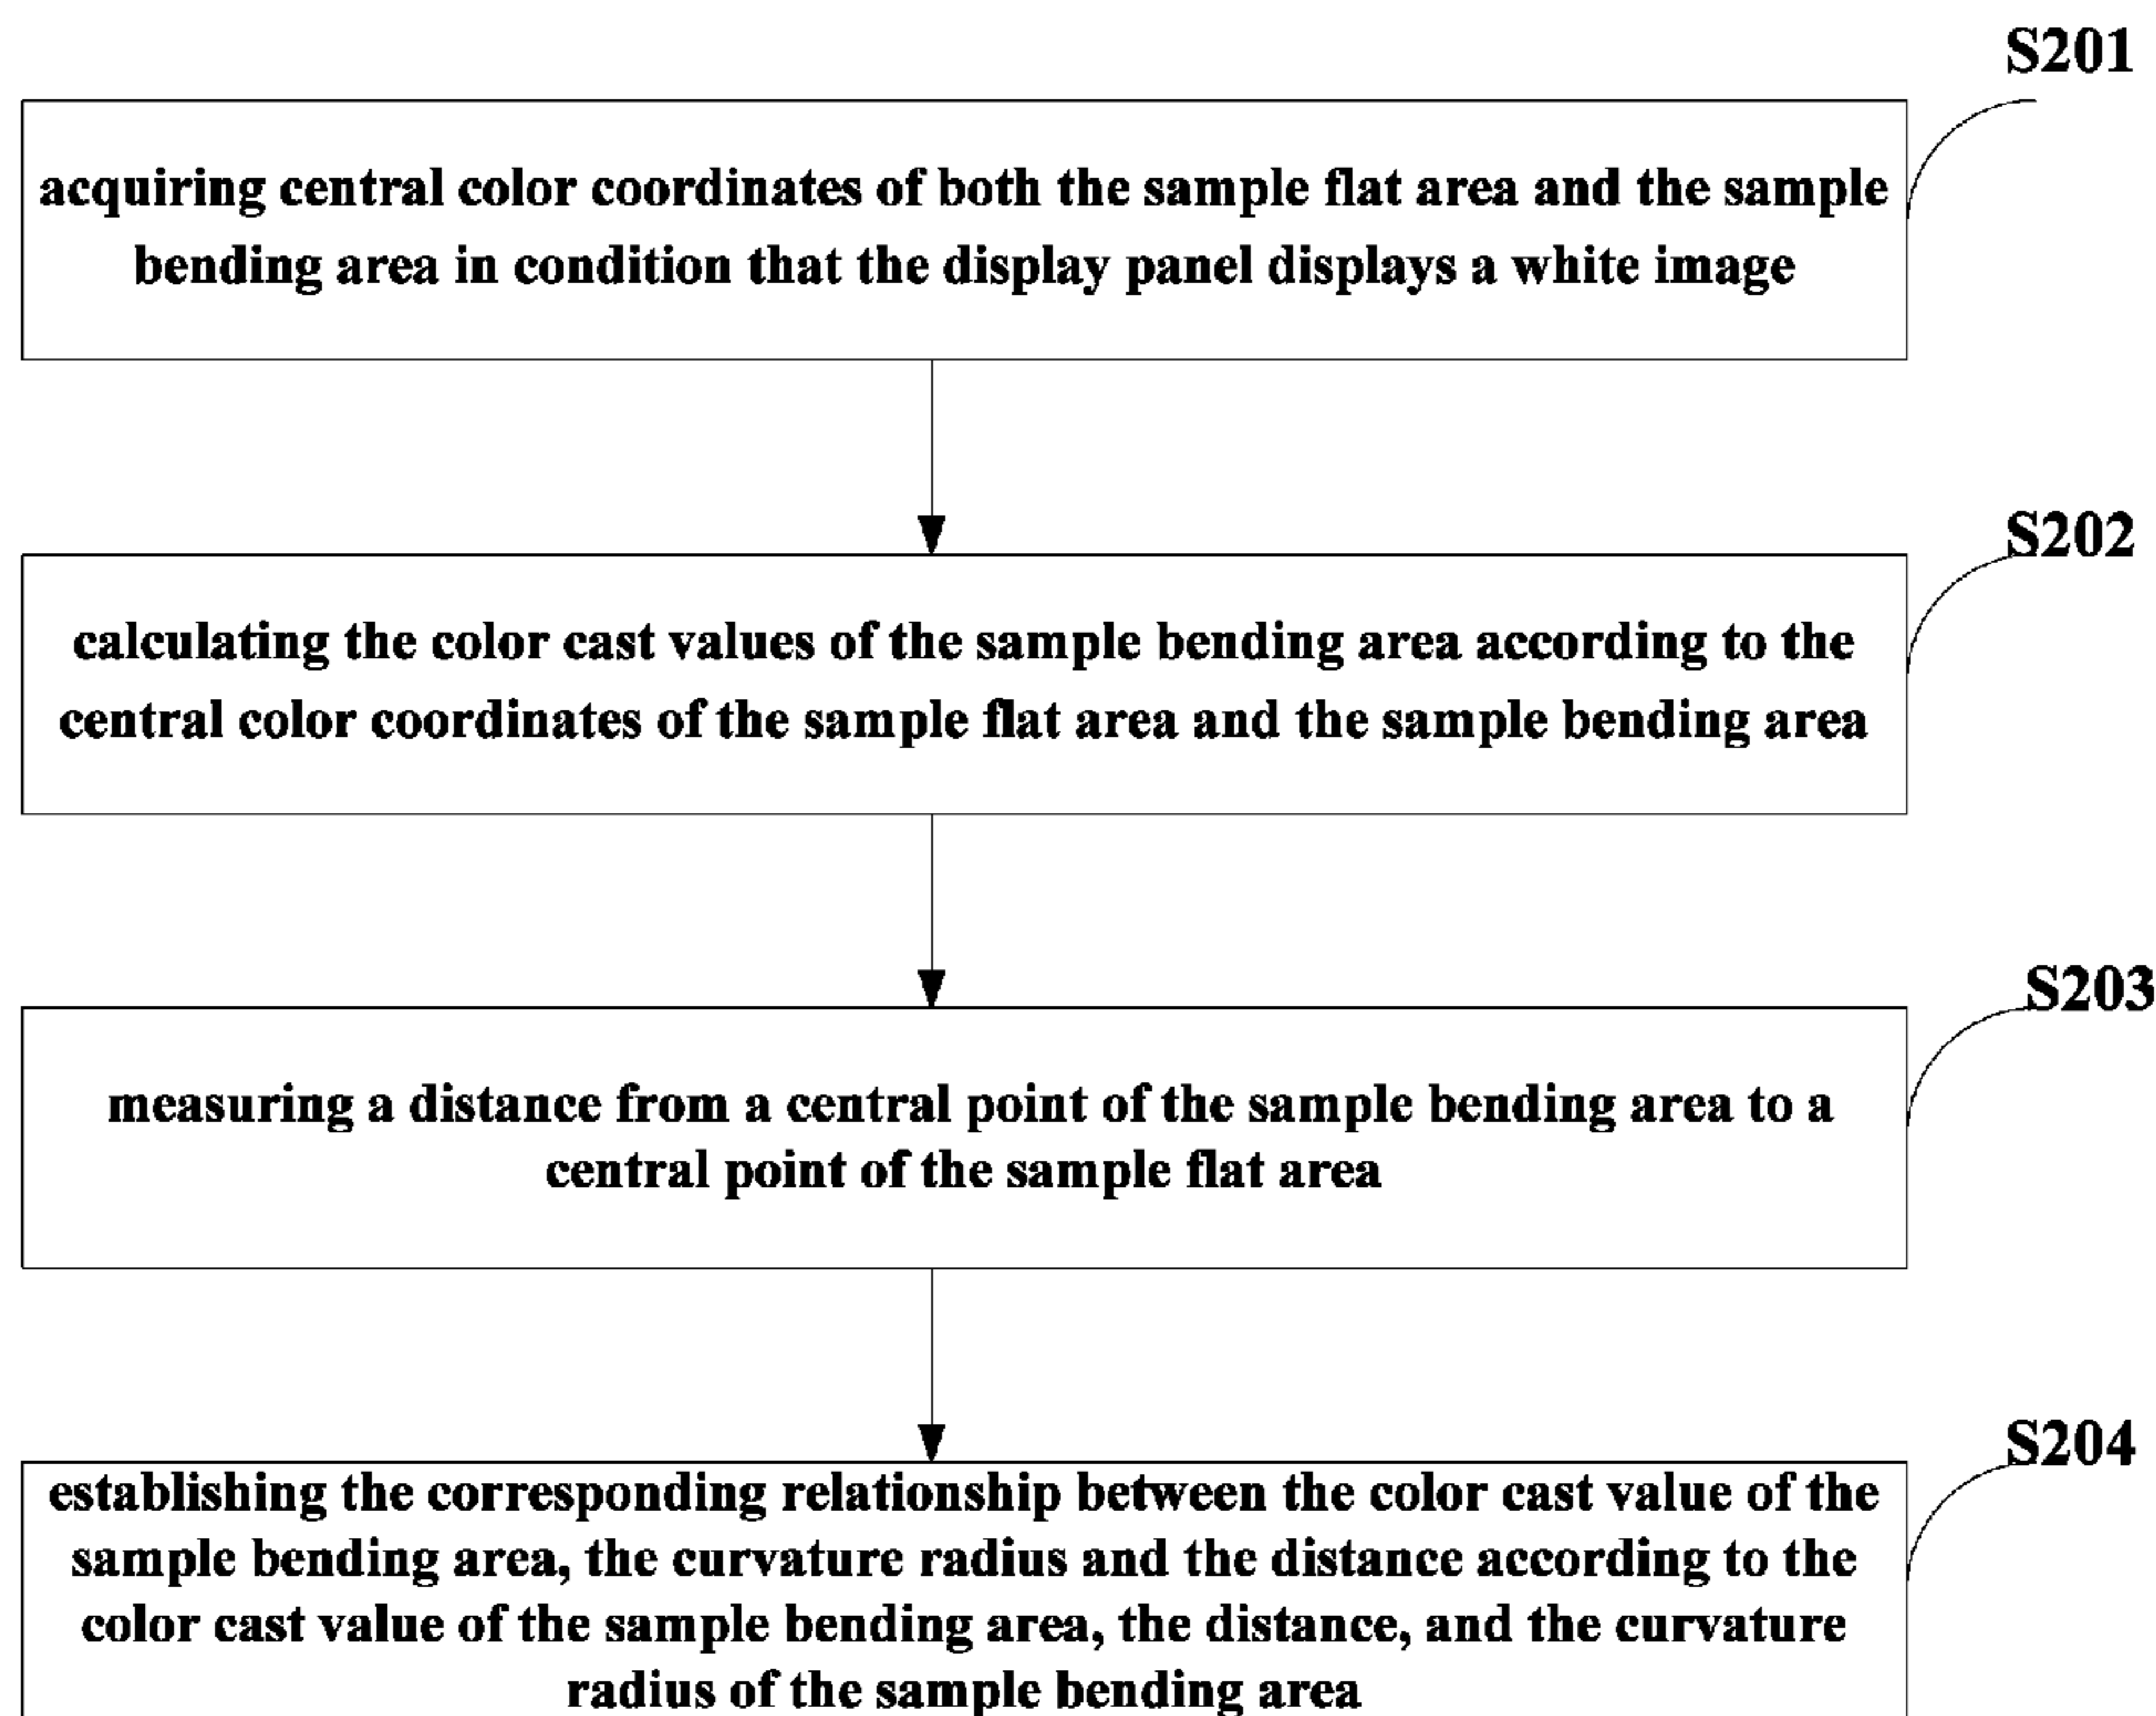 S201
acquiring central color coordinates of both the sample flat area and the sample
bending area in condition that the display panel displays a white image
S202
calculating the color cast values of the sample bending area according to the
central color coordinates of the sample flat area and the sample bending area
S203
measuring a distance from a central point of the sample bending area to a
central point of the sample flat area
S204
establishing the corresponding relationship between the color cast value of the
sample bending area, the curvature radius and the distance according to the
color cast value of the sample bending area, the distance, and the curvature
radius of the sample bending area